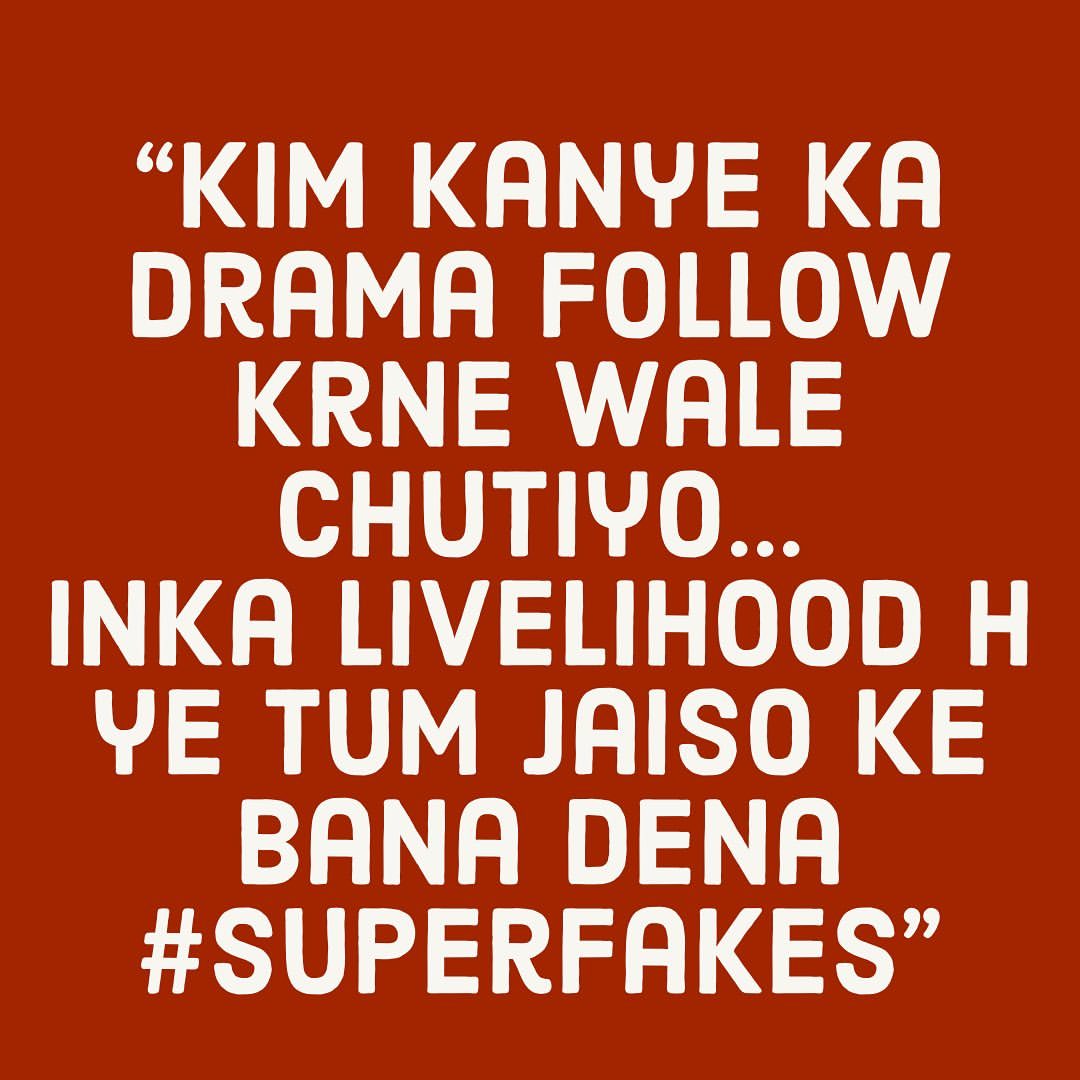 “KIM KANYE KA
DRAMA FOLLOW
KRNE WALE
CHUTIYO...
INKA LIVELIHOOD H
YE TUM JAISO KE
BANA DENA
#SUPERFAKES”